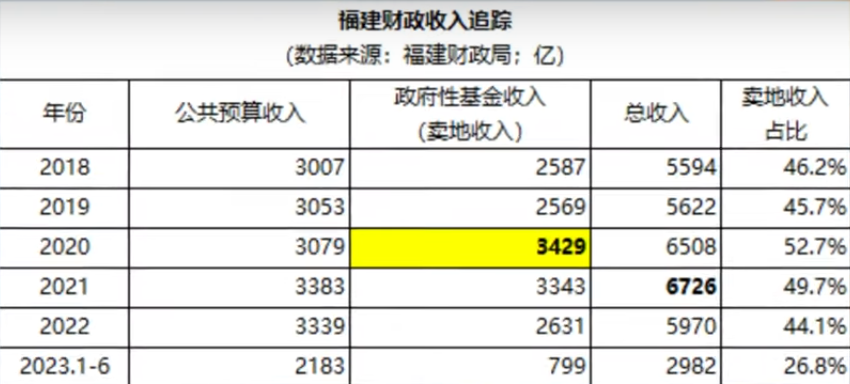 福建财政收入追踪
(数据来源：福建财政局；亿)
年份 公共预算收入 政府性基金收入 总收入 卖地收入
(卖地收入) 占比
2018 3007 2587 5594 46.2%
2019 3053 2569 5622 45.7%
2020 3079 3429 6508 52.7%
2021 3383 3343 6726 49.7%
2022 3339 2631 5970 44.1%
2023.1-6 2183 799 2982 26.8%